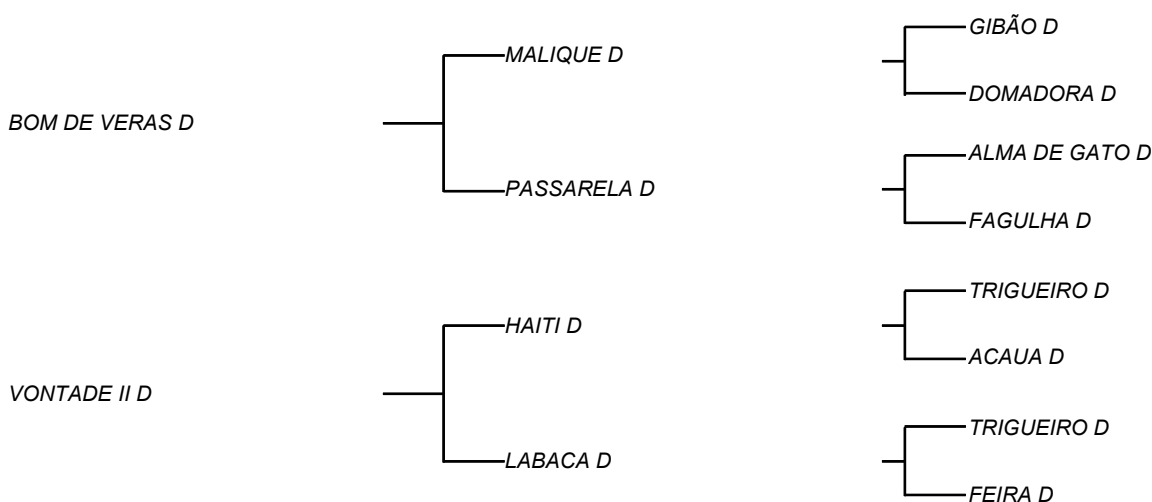 GIBÃO D
MALIQUE D
DOMADORA D
BOM DE VERAS D
ALMA DE GATO D
PASSARELA D
FAGULHA D
TRIGUEIRO D
HAITI D
ACAUA D
VONTADE II D
TRIGUEIRO D
LABACA D
FEIRA D